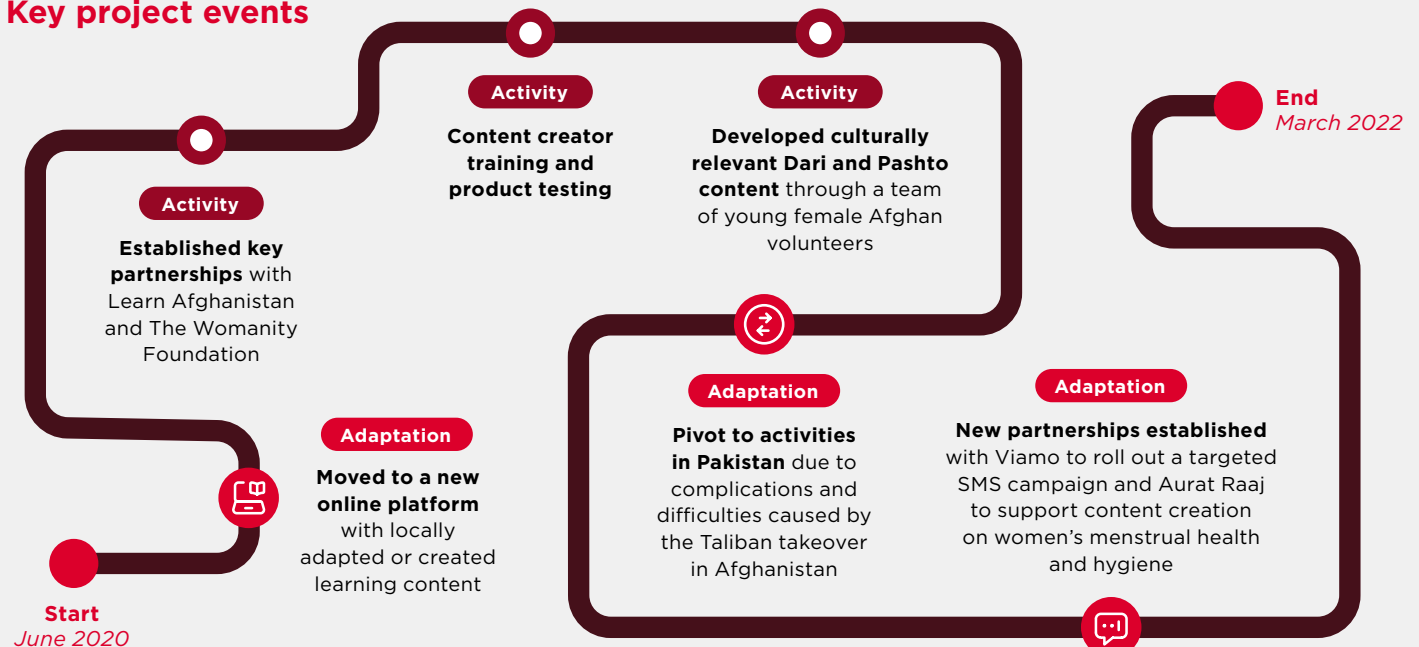 Key project events
Start
June 2020
Adaptation
Moved to a new
online platform
with locally
adapted or created
learning content
Activity
Established key
partnerships with
Learn Afghanistan
and The Womanity
Foundation
Activity
Content creator
training and
product testing
Activity
Developed culturally
relevant Dari and Pashto
content through a team
of young female Afghan
volunteers
Adaptation
Pivot to activities
in Pakistan due to
complications and
difficulties caused by
the Taliban takeover
in Afghanistan
Adaptation
New partnerships established
with Viamo to roll out a targeted
SMS campaign and Aurat Raaj
to support content creation
on women’s menstrual health
and hygiene
End
March 2022